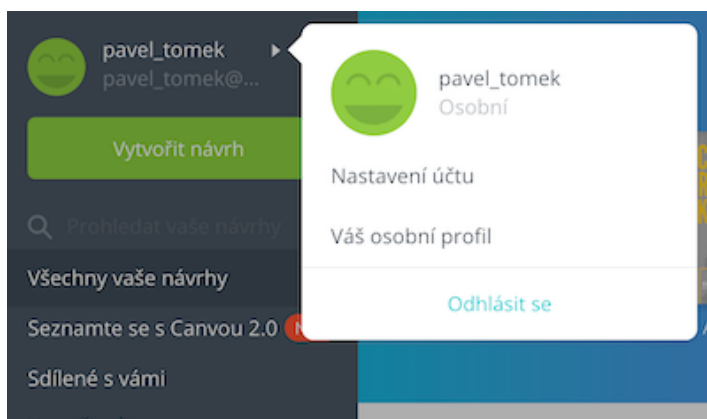 pavel_tomek
pavel_tomek@...
Vytvořit návrh
Prohledat vaše návrhy
Všechny vaše návrhy
Seznamte se s Canvou 2.0
Sdílené s vámi
pavel_tomek
Osobní
Nastavení účtu
Váš osobní profil
Odhlásit se